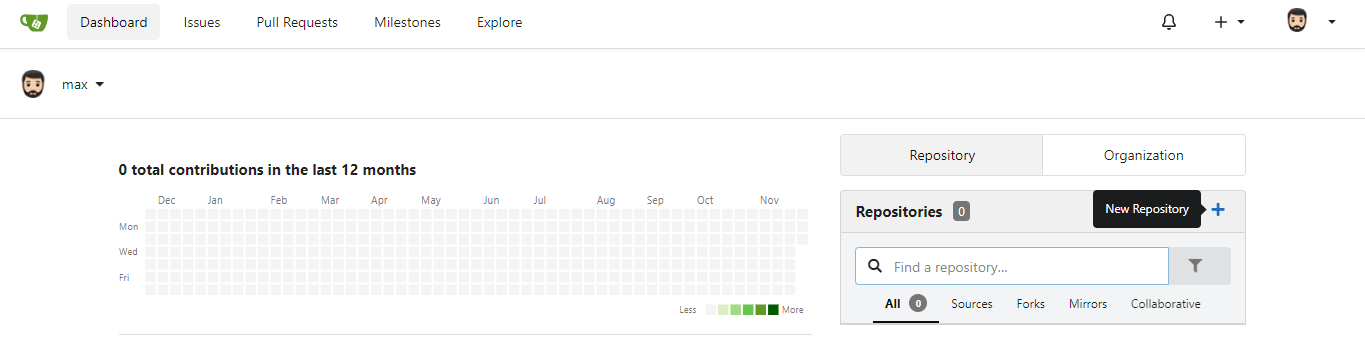 Dashboard Issues Pull Requests Milestones Explore
max
Repository Organization
0 total contributions in the last 12 months
Dec Jan Feb Mar Apr May Jun Jul Aug Sep Oct Nov
Mon
Wed
Fri
Less More
Repositories 0 New Repository
Find a repository...
All 0 Sources Forks Mirrors Collaborative